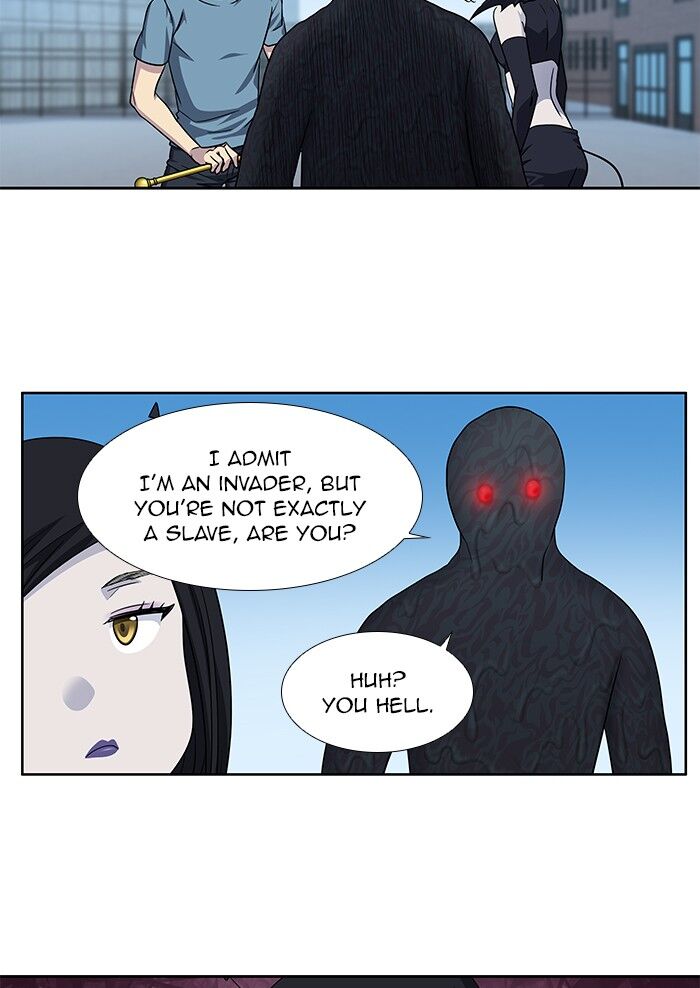 I ADMIT
I'M AN INVADER, BUT
YOU'RE NOT EXACTLY
A SLAVE, ARE YOU?
HUH?
YOU HELL.